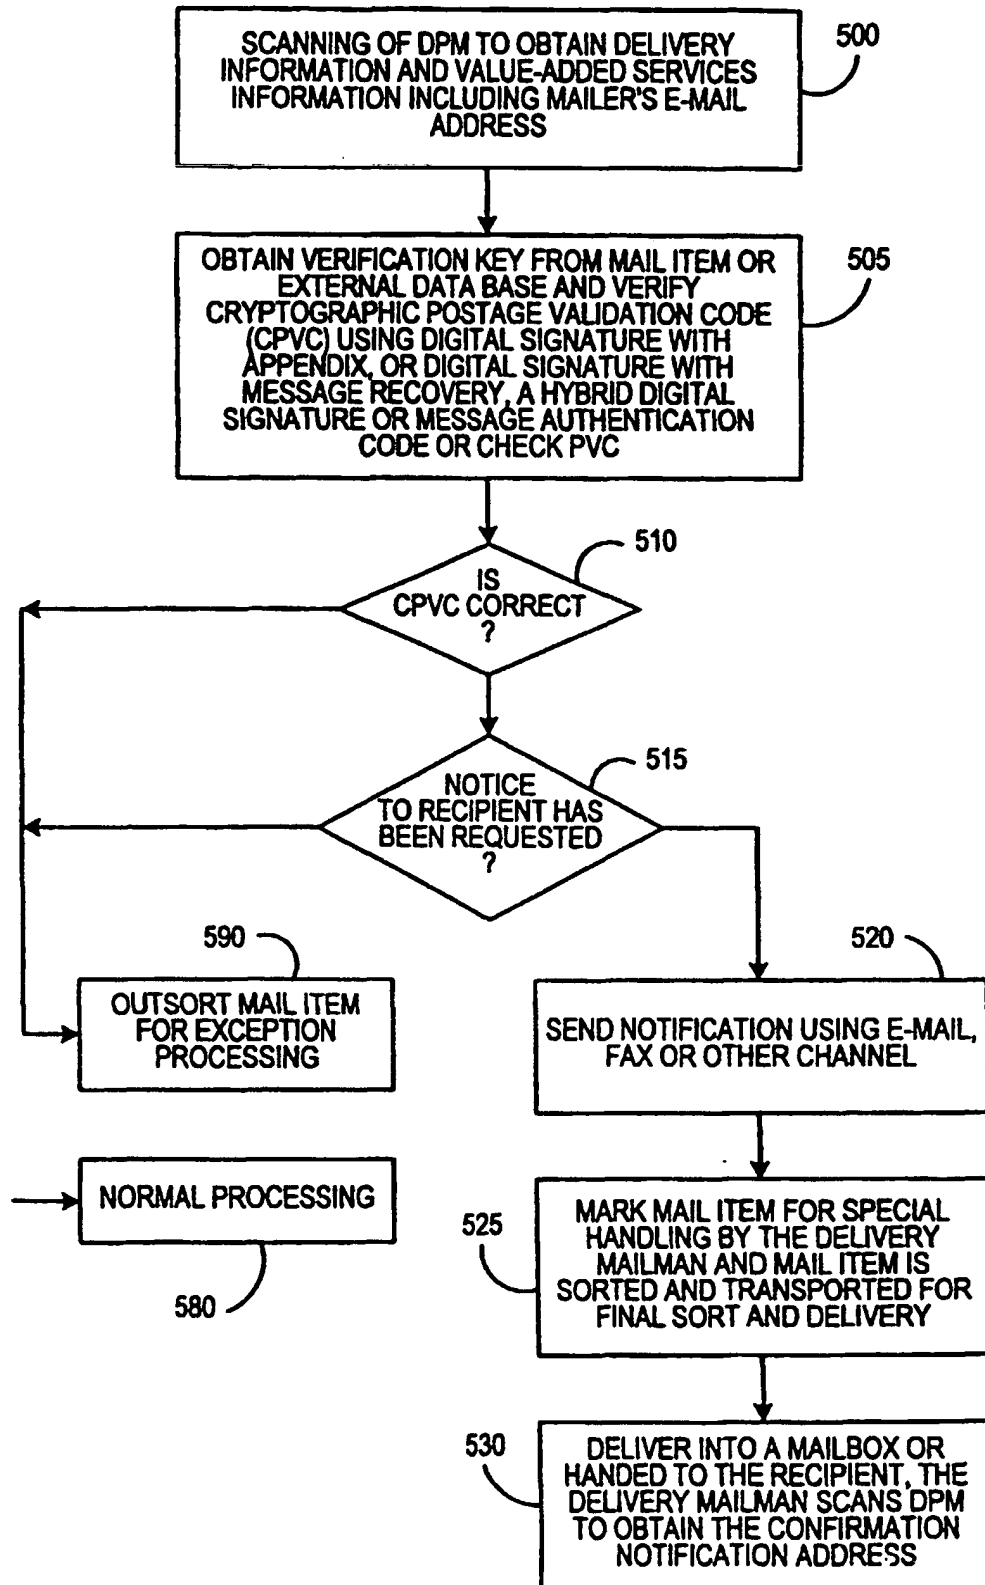 SCANNING OF DPM TO OBTAIN DELIVERY
INFORMATION AND VALUE-ADDED SERVICES
INFORMATION INCLUDING MAILER'S E-MAIL
ADDRESS
500
OBTAIN VERIFICATION KEY FROM MAIL ITEM OR
EXTERNAL DATA BASE AND VERIFY
CRYPTOGRAPHIC POSTAGE VALIDATION CODE
(CPVC) USING DIGITAL SIGNATURE WITH
APPENDIX, OR DIGITAL SIGNATURE WITH
MESSAGE RECOVERY, A HYBRID DIGITAL
SIGNATURE OR MESSAGE AUTHENTICATION
CODE OR CHECK PVC
505
IS
CPVC CORRECT
?
510
NOTICE
TO RECIPIENT HAS
BEEN REQUESTED
?
515
590
OUTSORT MAIL ITEM
FOR EXCEPTION
PROCESSING
520
SEND NOTIFICATION USING E-MAIL,
FAX OR OTHER CHANNEL
NORMAL PROCESSING
580
MARK MAIL ITEM FOR SPECIAL
HANDLING BY THE DELIVERY
MAILMAN AND MAIL ITEM IS
SORTED AND TRANSPORTED FOR
FINAL SORT AND DELIVERY
525
530
DELIVER INTO A MAILBOX OR
HANDED TO THE RECIPIENT, THE
DELIVERY MAILMAN SCANS DPM
TO OBTAIN THE CONFIRMATION
NOTIFICATION ADDRESS